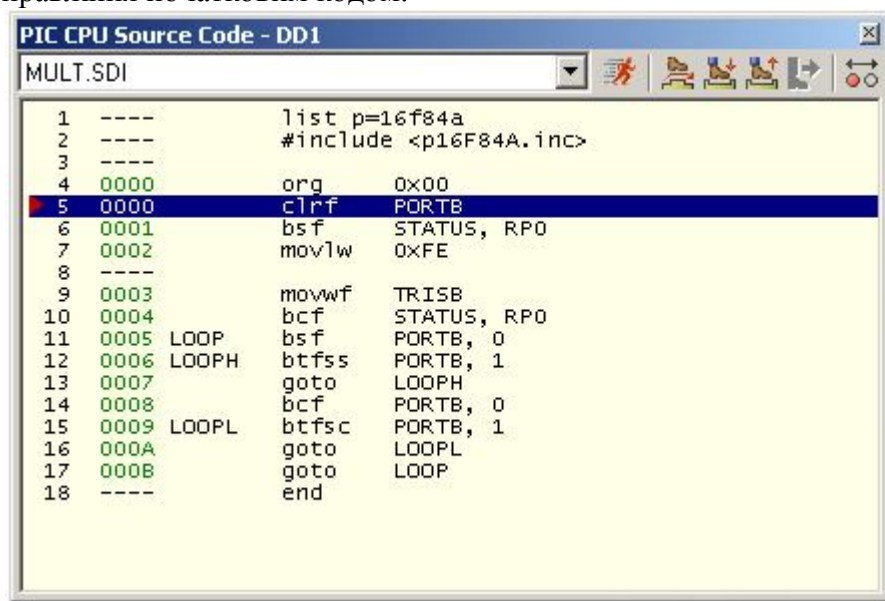 початковим кодом.
PIC CPU Source Code - DD1
MULT.SDI
1 ---- list p=16f84a
2 ---- #include <p16F84A.inc>
3 ----
4 0000 org 0x00
5 0000 clrf PORTB
6 0001 bsf STATUS, RP0
7 0002 movlw 0xFE
8 ----
9 0003 movwf TRISB
10 0004 bcf STATUS, RP0
11 0005 LOOP bsf PORTB, 0
12 0006 LOOPH btfss PORTB, 1
13 0007 goto LOOPH
14 0008 bcf PORTB, 0
15 0009 LOOPL btfsc PORTB, 1
16 000A goto LOOPL
17 000B goto LOOP
18 ---- end